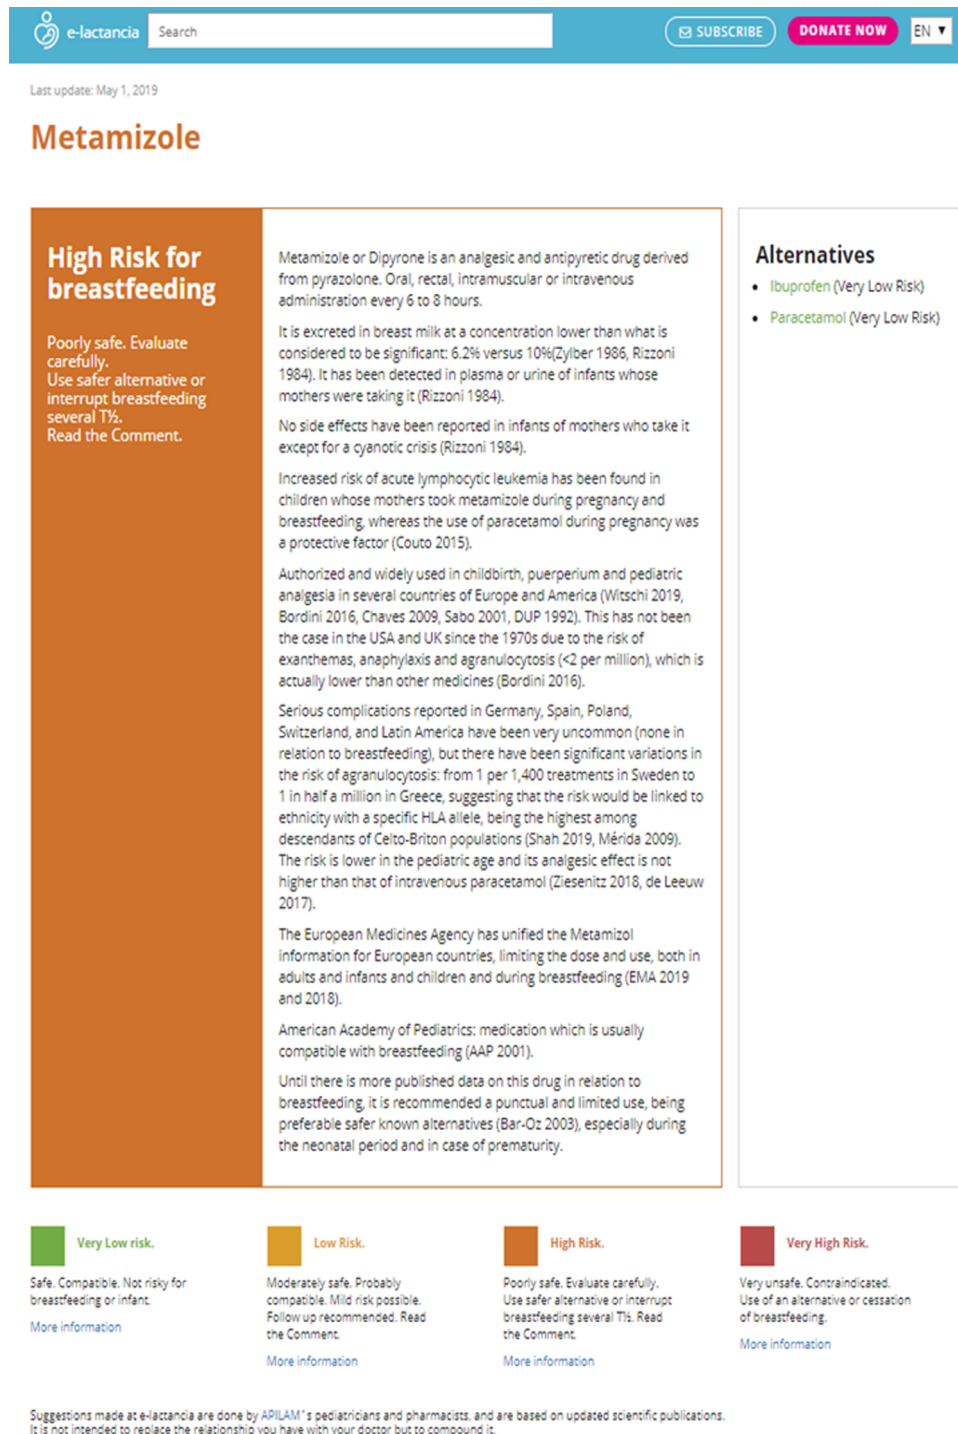 e-lactancia
Search
SUBSCRIBE
DONATE NOW
EN ▼
Last update: May 1, 2019
Metamizole
High Risk for
breastfeeding
Poorly safe. Evaluate
carefully.
Use safer alternative or
interrupt breastfeeding
several T½.
Read the Comment.
Metamizole or Dipyrone is an analgesic and antipyretic drug derived
from pyrazolone. Oral, rectal, intramuscular or intravenous
administration every 6 to 8 hours.
It is excreted in breast milk at a concentration lower than what is
considered to be significant: 6.2% versus 10%(Zylber 1986, Rizzoni
1984). It has been detected in plasma or urine of infants whose
mothers were taking it (Rizzoni 1984).
No side effects have been reported in infants of mothers who take it
except for a cyanotic crisis (Rizzoni 1984).
Increased risk of acute lymphocytic leukemia has been found in
children whose mothers took metamizole during pregnancy and
breastfeeding, whereas the use of paracetamol during pregnancy was
a protective factor (Couto 2015).
Authorized and widely used in childbirth, puerperium and pediatric
analgesia in several countries of Europe and America (Witschi 2019,
Bordini 2016, Chaves 2009, Sabo 2001, DUP 1992). This has not been
the case in the USA and UK since the 1970s due to the risk of
exanthemas, anaphylaxis and agranulocytosis (<2 per million), which is
actually lower than other medicines (Bordini 2016).
Serious complications reported in Germany, Spain, Poland,
Switzerland, and Latin America have been very uncommon (none in
relation to breastfeeding), but there have been significant variations in
the risk of agranulocytosis: from 1 per 1,400 treatments in Sweden to
1 in half a million in Greece, suggesting that the risk would be linked to
ethnicity with a specific HLA allele, being the highest among
descendants of Celto-Briton populations (Shah 2019, Mérida 2009).
The risk is lower in the pediatric age and its analgesic effect is not
higher than that of intravenous paracetamol (Ziesenitz 2018, de Leeuw
2017).
The European Medicines Agency has unified the Metamizol
information for European countries, limiting the dose and use, both in
adults and infants and children and during breastfeeding (EMA 2019
and 2018).
American Academy of Pediatrics: medication which is usually
compatible with breastfeeding (AAP 2001).
Until there is more published data on this drug in relation to
breastfeeding, it is recommended a punctual and limited use, being
preferable safer known alternatives (Bar-Oz 2003), especially during
the neonatal period and in case of prematurity.
Alternatives
• Ibuprofen (Very Low Risk)
• Paracetamol (Very Low Risk)
Very Low risk.
Safe. Compatible. Not risky for
breastfeeding or infant.
More information
Low Risk.
Moderately safe. Probably
compatible. Mild risk possible.
Follow up recommended. Read
the Comment.
More information
High Risk.
Poorly safe. Evaluate carefully.
Use safer alternative or interrupt
breastfeeding several T½. Read
the Comment.
More information
Very High Risk.
Very unsafe. Contraindicated.
Use of an alternative or cessation
of breastfeeding.
More information
Suggestions made at e-lactancia are done by APILAM´s pediatricians and pharmacists, and are based on updated scientific publications.
It is not intended to replace the relationship you have with your doctor but to compound it.